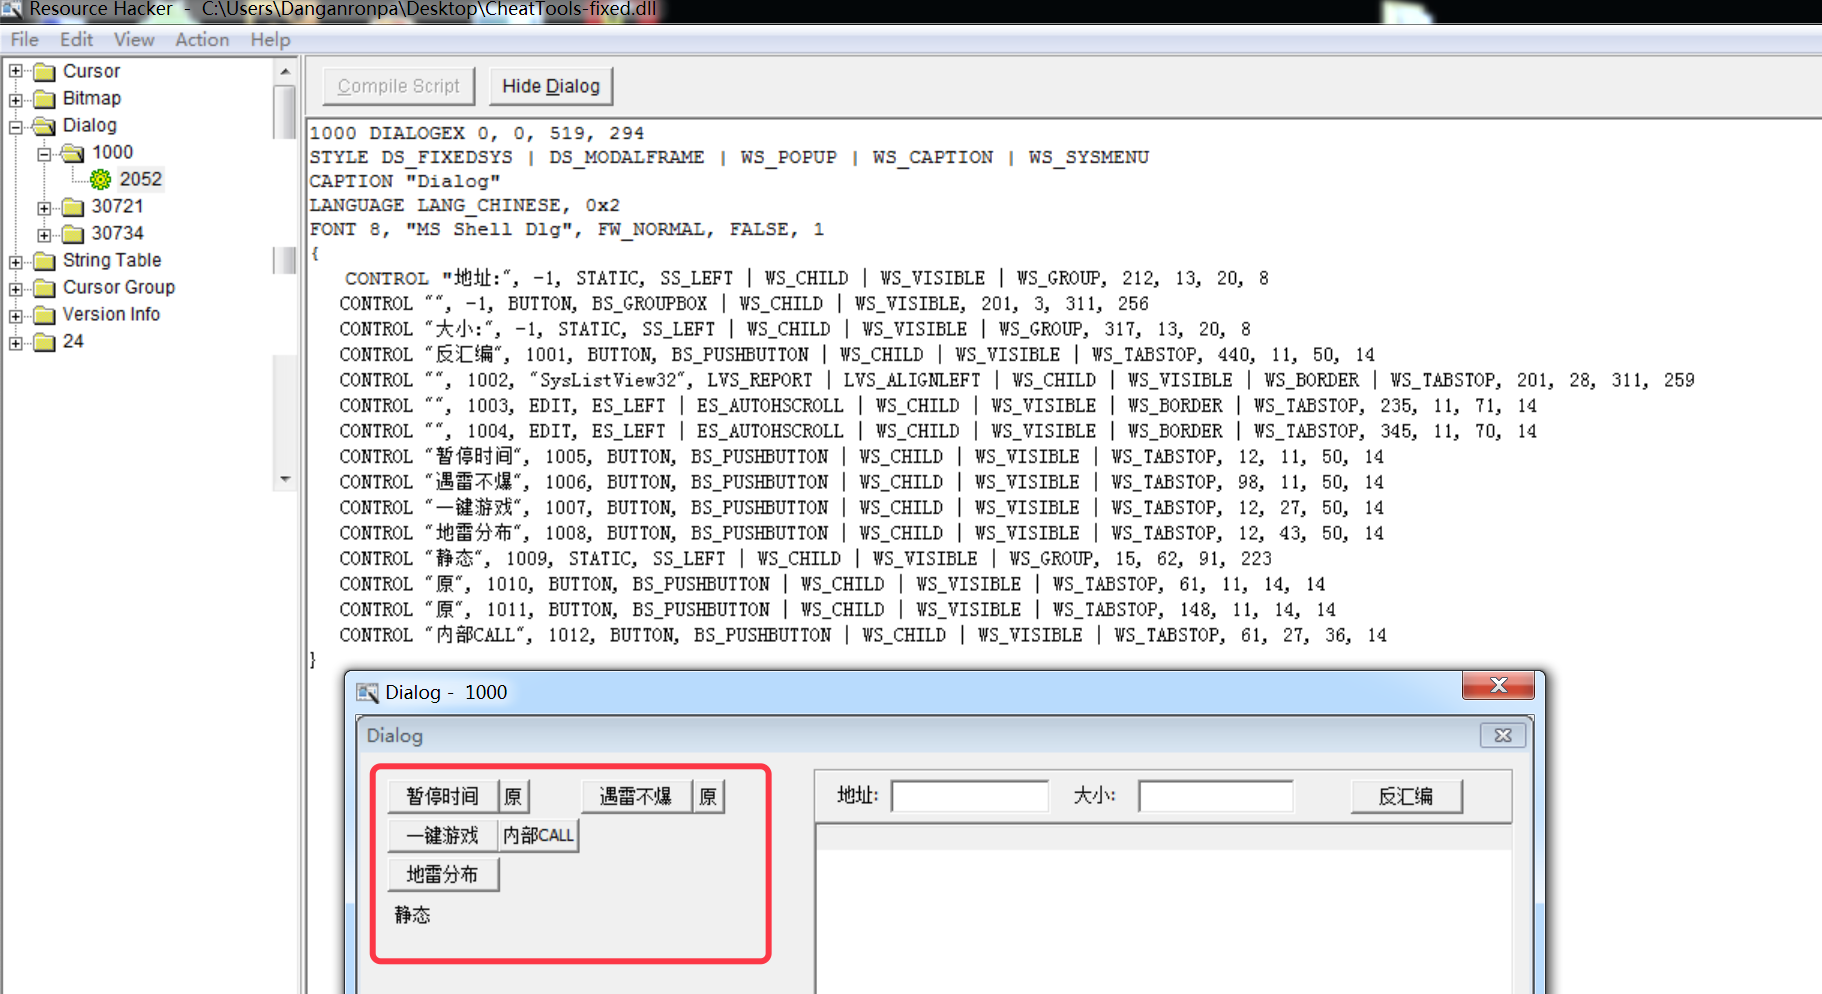 Resource Hacker - C:\Users\Danganronpa\Desktop\CheatTools-fixed.dll
File Edit View Action Help
Cursor
Bitmap
Dialog
1000
2052
30721
30734
String Table
Cursor Group
Version Info
24
Compile Script Hide Dialog
1000 DIALOGEX 0, 0, 519, 294
STYLE DS_FIXEDSYS | DS_MODALFRAME | WS_POPUP | WS_CAPTION | WS_SYSMENU
CAPTION "Dialog"
LANGUAGE LANG_CHINESE, 0x2
FONT 8, "MS Shell Dlg", FW_NORMAL, FALSE, 1
{
CONTROL "地址:", -1, STATIC, SS_LEFT | WS_CHILD | WS_VISIBLE | WS_GROUP, 212, 13, 20, 8
CONTROL "", -1, BUTTON, BS_GROUPBOX | WS_CHILD | WS_VISIBLE, 201, 3, 311, 256
CONTROL "大小:", -1, STATIC, SS_LEFT | WS_CHILD | WS_VISIBLE | WS_GROUP, 317, 13, 20, 8
CONTROL "反汇编", 1001, BUTTON, BS_PUSHBUTTON | WS_CHILD | WS_VISIBLE | WS_TABSTOP, 440, 11, 50, 14
CONTROL "", 1002, "SysListView32", LVS_REPORT | LVS_ALIGNLEFT | WS_CHILD | WS_VISIBLE | WS_BORDER | WS_TABSTOP, 201, 28, 311, 259
CONTROL "", 1003, EDIT, ES_LEFT | ES_AUTOHSCROLL | WS_CHILD | WS_VISIBLE | WS_BORDER | WS_TABSTOP, 235, 11, 71, 14
CONTROL "", 1004, EDIT, ES_LEFT | ES_AUTOHSCROLL | WS_CHILD | WS_VISIBLE | WS_BORDER | WS_TABSTOP, 345, 11, 70, 14
CONTROL "暂停时间", 1005, BUTTON, BS_PUSHBUTTON | WS_CHILD | WS_VISIBLE | WS_TABSTOP, 12, 11, 50, 14
CONTROL "遇雷不爆", 1006, BUTTON, BS_PUSHBUTTON | WS_CHILD | WS_VISIBLE | WS_TABSTOP, 98, 11, 50, 14
CONTROL "一键游戏", 1007, BUTTON, BS_PUSHBUTTON | WS_CHILD | WS_VISIBLE | WS_TABSTOP, 12, 27, 50, 14
CONTROL "地雷分布", 1008, BUTTON, BS_PUSHBUTTON | WS_CHILD | WS_VISIBLE | WS_TABSTOP, 12, 43, 50, 14
CONTROL "静态", 1009, STATIC, SS_LEFT | WS_CHILD | WS_VISIBLE | WS_GROUP, 15, 62, 91, 223
CONTROL "原", 1010, BUTTON, BS_PUSHBUTTON | WS_CHILD | WS_VISIBLE | WS_TABSTOP, 61, 11, 14, 14
CONTROL "原", 1011, BUTTON, BS_PUSHBUTTON | WS_CHILD | WS_VISIBLE | WS_TABSTOP, 148, 11, 14, 14
CONTROL "内部CALL", 1012, BUTTON, BS_PUSHBUTTON | WS_CHILD | WS_VISIBLE | WS_TABSTOP, 61, 27, 36, 14
}
Dialog - 1000
Dialog
暂停时间 原 遇雷不爆 原 地址: 大小: 反汇编
一键游戏 内部CALL
地雷分布
静态